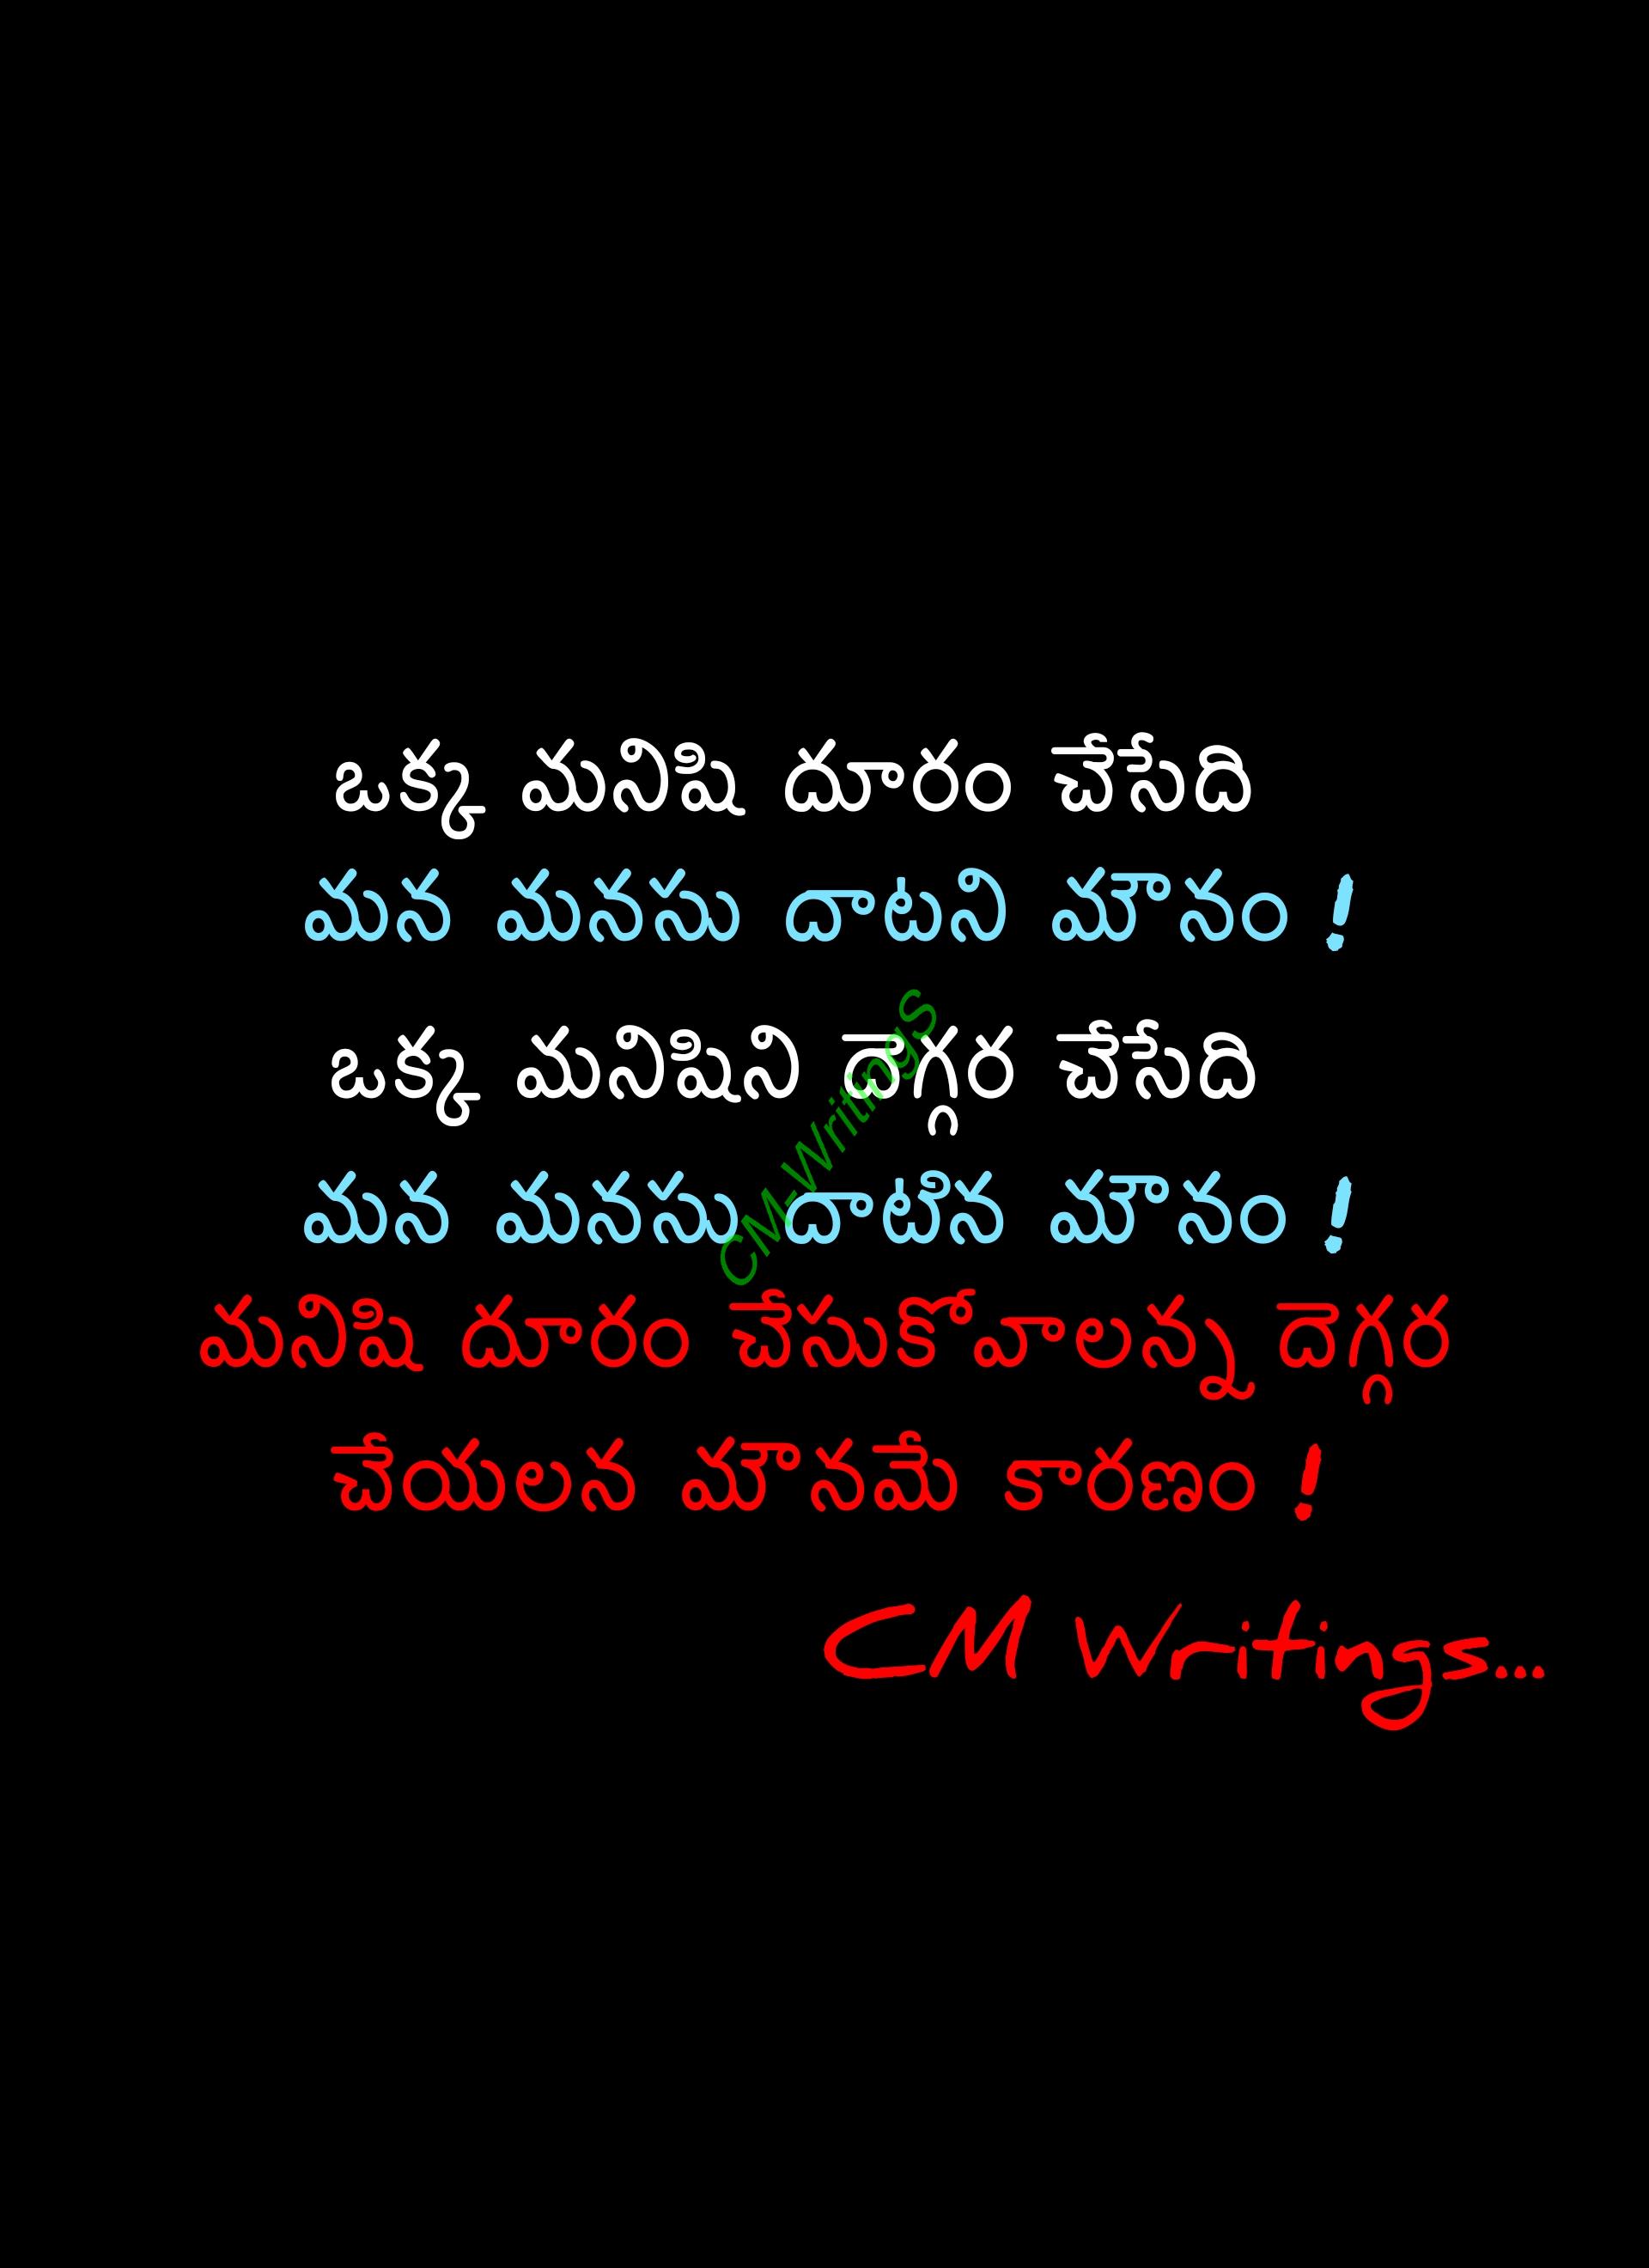 ఒక్క మనిషి దూరం చేసేది
మన మనసు దాటని మౌనం !
ఒక్క మనిషిని దెగ్గర చేసేది
మన మనసు దాటిన మౌనం !
మనిషి దూరం చేసుకోవాలన్న దెగ్గర
చేయలన మౌనమే కారణం !
CM Writings...
CM-Writings